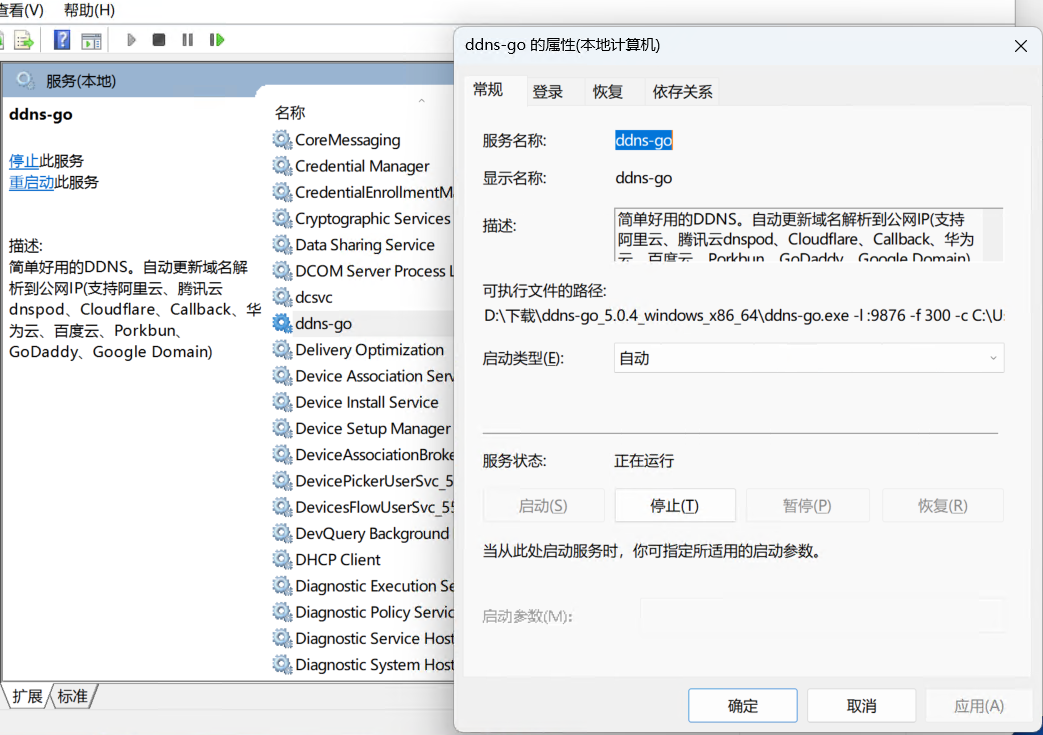 查看(V) 帮助(H)
服务(本地)
ddns-go
停止此服务
重启动此服务
描述:
简单好用的DDNS。自动更新域名解
析到公网IP(支持阿里云、腾讯云
dnspod、Cloudflare、Callback、华
为云、百度云、Porkbun、
GoDaddy、Google Domain)
名称
CoreMessaging
Credential Manager
CredentialEnrollmentM
Cryptographic Services
Data Sharing Service
DCOM Server Process L
dcsvc
ddns-go
Delivery Optimization
Device Association Serv
Device Install Service
Device Setup Manager
DeviceAssociationBroke
DevicePickerUserSvc_5
DevicesFlowUserSvc_55
DevQuery Background
DHCP Client
Diagnostic Execution Se
Diagnostic Policy Servic
Diagnostic Service Host
Diagnostic System Host
扩展 标准
ddns-go 的属性(本地计算机)
常规 登录 恢复 依存关系
服务名称: ddns-go
显示名称: ddns-go
描述:
简单好用的DDNS。自动更新域名解析到公网IP(支持
阿里云、腾讯云dnspod、Cloudflare、Callback、华为
云、百度云、Porkbun、GoDaddy、Google Domain)
可执行文件的路径:
D:\下载\ddns-go_5.0.4_windows_x86_64\ddns-go.exe -l :9876 -f 300 -c C:\Us
启动类型(E): 自动
服务状态: 正在运行
启动(S) 停止(T) 暂停(P) 恢复(R)
当从此处启动服务时，你可指定所适用的启动参数。
启动参数(M):
确定 取消 应用(A)